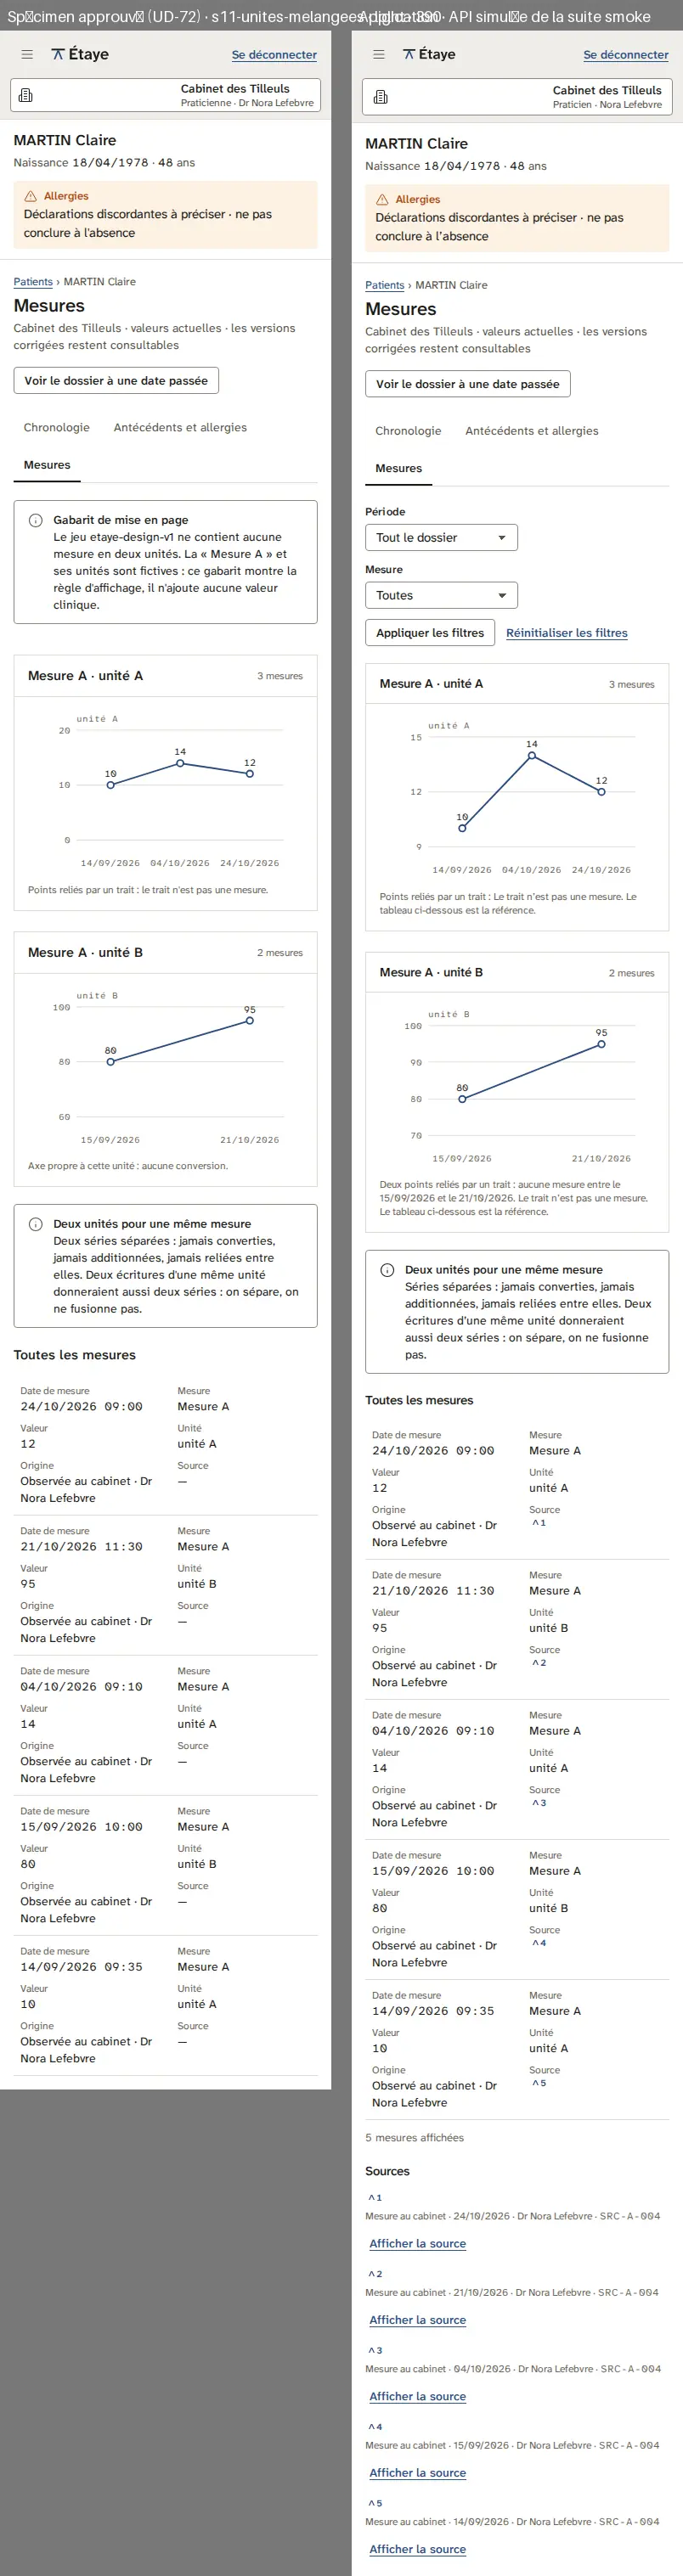 Étaye
Se déconnecter
Cabinet des Tilleuls
Praticienne · Dr Nora Lefebvre
MARTIN Claire
Naissance 18/04/1978 · 48 ans
Allergies
Déclarations discordantes à préciser · ne pas
conclure à l'absence
Patients › MARTIN Claire
Mesures
Cabinet des Tilleuls · valeurs actuelles · les versions
corrigées restent consultables
Voir le dossier à une date passée
Chronologie Antécédents et allergies
Mesures
Gabarit de mise en page
Le jeu etaye-design-v1 ne contient aucune
mesure en deux unités. La « Mesure A » et
ses unités sont fictives : ce gabarit montre la
règle d'affichage, il n'ajoute aucune valeur
clinique.
Mesure A · unité A
3 mesures
unité A
20
14
12
10
10
0
14/09/2026 04/10/2026 24/10/2026
Points reliés par un trait : le trait n'est pas une mesure.
Mesure A · unité B
2 mesures
unité B
100
95
80
80
60
15/09/2026 21/10/2026
Axe propre à cette unité : aucune conversion.
Deux unités pour une même mesure
Deux séries séparées : jamais converties,
jamais additionnées, jamais reliées entre
elles. Deux écritures d'une même unité
donneraient aussi deux séries : on sépare, on
ne fusionne pas.
Toutes les mesures
Date de mesure Mesure
24/10/2026 09:00 Mesure A
Valeur Unité
12 unité A
Origine Source
Observée au cabinet · Dr —
Nora Lefebvre
Date de mesure Mesure
21/10/2026 11:30 Mesure A
Valeur Unité
95 unité B
Origine Source
Observée au cabinet · Dr —
Nora Lefebvre
Date de mesure Mesure
04/10/2026 09:10 Mesure A
Valeur Unité
14 unité A
Origine Source
Observée au cabinet · Dr —
Nora Lefebvre
Date de mesure Mesure
15/09/2026 10:00 Mesure A
Valeur Unité
80 unité B
Origine Source
Observée au cabinet · Dr —
Nora Lefebvre
Date de mesure Mesure
14/09/2026 09:35 Mesure A
Valeur Unité
10 unité A
Origine Source
Observée au cabinet · Dr —
Nora Lefebvre
API simul□e de la suite smoke
Étaye
Se déconnecter
Cabinet des Tilleuls
Praticien · Nora Lefebvre
MARTIN Claire
Naissance 18/04/1978 · 48 ans
Allergies
Déclarations discordantes à préciser · ne pas
conclure à l’absence
Patients › MARTIN Claire
Mesures
Cabinet des Tilleuls · valeurs actuelles · les versions
corrigées restent consultables
Voir le dossier à une date passée
Chronologie Antécédents et allergies
Mesures
Période
Tout le dossier
Mesure
Toutes
Appliquer les filtres Réinitialiser les filtres
Mesure A · unité A
3 mesures
unité A
15
14
12
12
10
9
14/09/2026 04/10/2026 24/10/2026
Points reliés par un trait : Le trait n’est pas une mesure. Le
tableau ci-dessous est la référence.
Mesure A · unité B
2 mesures
unité B
100
95
90
80
80
70
15/09/2026 21/10/2026
Deux points reliés par un trait : aucune mesure entre le
15/09/2026 et le 21/10/2026. Le trait n’est pas une mesure.
Le tableau ci-dessous est la référence.
Deux unités pour une même mesure
Séries séparées : jamais converties, jamais
additionnées, jamais reliées entre elles. Deux
écritures d’une même unité donneraient
aussi deux séries : on sépare, on ne fusionne
pas.
Toutes les mesures
Date de mesure Mesure
24/10/2026 09:00 Mesure A
Valeur Unité
12 unité A
Origine Source
Observé au cabinet · Dr ^1
Nora Lefebvre
Date de mesure Mesure
21/10/2026 11:30 Mesure A
Valeur Unité
95 unité B
Origine Source
Observé au cabinet · Dr ^2
Nora Lefebvre
Date de mesure Mesure
04/10/2026 09:10 Mesure A
Valeur Unité
14 unité A
Origine Source
Observé au cabinet · Dr ^3
Nora Lefebvre
Date de mesure Mesure
15/09/2026 10:00 Mesure A
Valeur Unité
80 unité B
Origine Source
Observé au cabinet · Dr ^4
Nora Lefebvre
Date de mesure Mesure
14/09/2026 09:35 Mesure A
Valeur Unité
10 unité A
Origine Source
Observé au cabinet · Dr ^5
Nora Lefebvre
5 mesures affichées
Sources
^1
Mesure au cabinet · 24/10/2026 · Dr Nora Lefebvre · SRC-A-004
Afficher la source
^2
Mesure au cabinet · 21/10/2026 · Dr Nora Lefebvre · SRC-A-004
Afficher la source
^3
Mesure au cabinet · 04/10/2026 · Dr Nora Lefebvre · SRC-A-004
Afficher la source
^4
Mesure au cabinet · 15/09/2026 · Dr Nora Lefebvre · SRC-A-004
Afficher la source
^5
Mesure au cabinet · 14/09/2026 · Dr Nora Lefebvre · SRC-A-004
Afficher la source